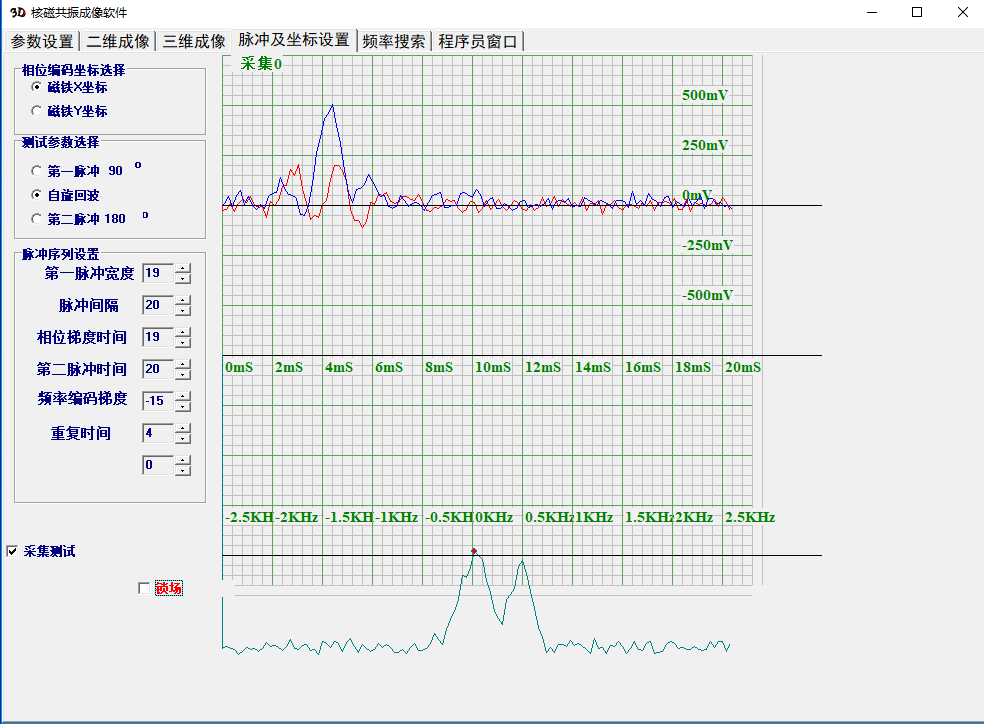 3D 核磁共振成像软件
参数设置 二维成像 三维成像 脉冲及坐标设置 频率搜索 程序员窗口
相位编码坐标选择
磁铁X坐标
磁铁Y坐标
测试参数选择
第一脉冲 90 o
自旋回波
第二脉冲 180 o
脉冲序列设置
第一脉冲宽度 19
脉冲间隔 20
相位梯度时间 19
第二脉冲时间 20
频率编码梯度 -15
重复时间 4
0
采集测试
锁场
采集0
500mV
250mV
0mV
-250mV
-500mV
0mS 2mS 4mS 6mS 8mS 10mS 12mS 14mS 16mS 18mS 20mS
-2.5KH -2KHz -1.5KH -1KHz -0.5KH 0KHz 0.5KHz 1KHz 1.5KHz 2KHz 2.5KHz